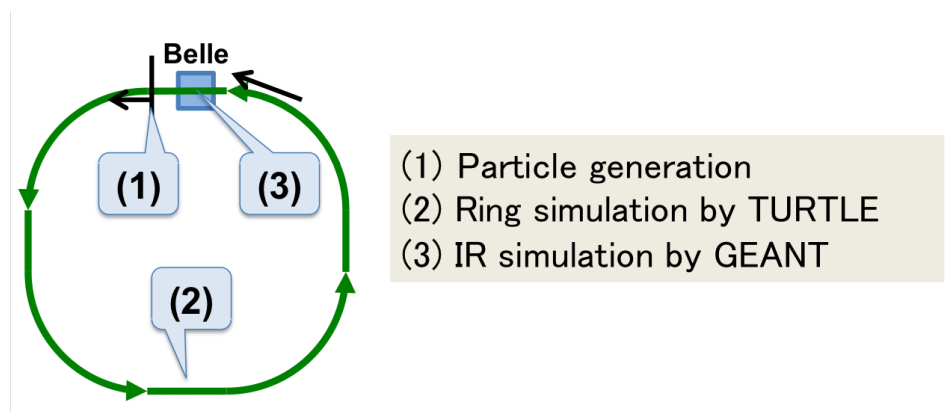 Belle
(1)
(3)
(2)
(1) Particle generation
(2) Ring simulation by TURTLE
(3) IR simulation by GEANT